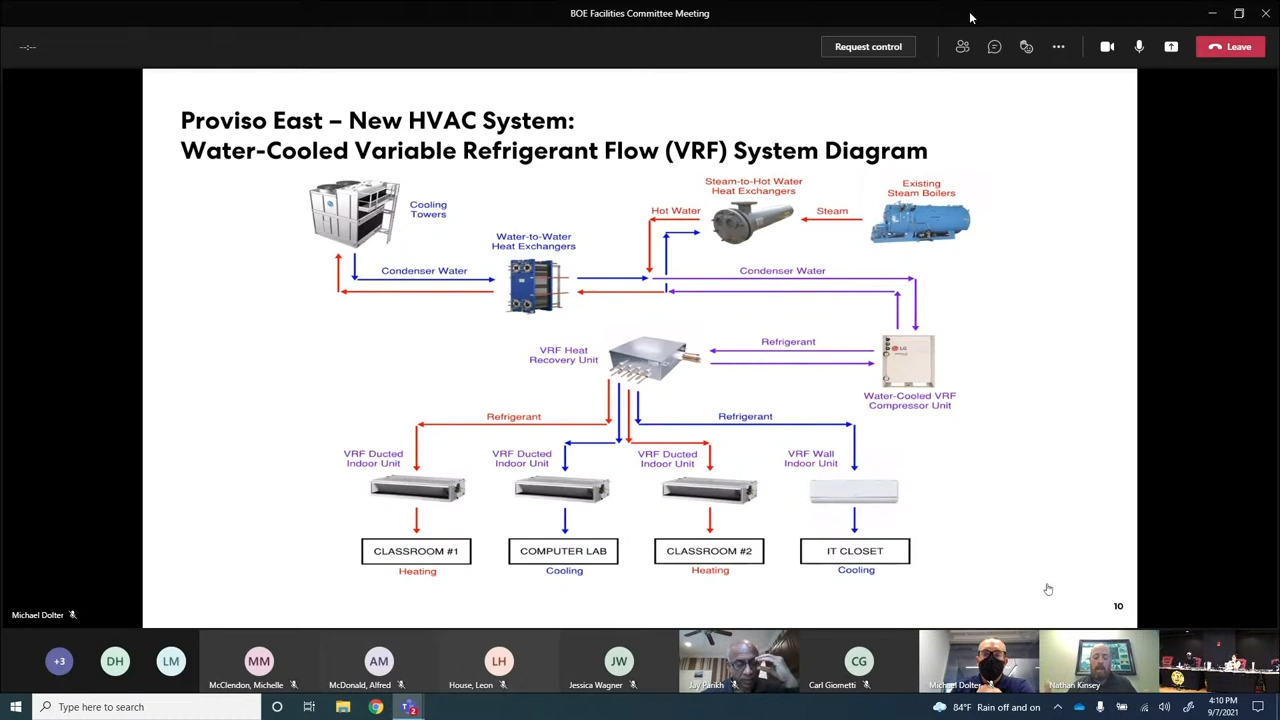 BOE Facilities Committee Meeting
--:--
Request control
Leave
Proviso East – New HVAC System:
Water-Cooled Variable Refrigerant Flow (VRF) System Diagram
Cooling
Towers
Steam-to-Hot Water
Heat Exchangers
Existing
Steam Boilers
Hot Water
Steam
Water-to-Water
Heat Exchangers
Condenser Water
Condenser Water
VRF Heat
Recovery Unit
Refrigerant
LG
Water-Cooled VRF
Compressor Unit
Refrigerant
Refrigerant
VRF Ducted
Indoor Unit
VRF Ducted
Indoor Unit
VRF Ducted
Indoor Unit
VRF Wall
Indoor Unit
CLASSROOM #1
COMPUTER LAB
CLASSROOM #2
IT CLOSET
Heating
Cooling
Heating
Cooling
10
Michael Dolter
+3
DH
LM
MM
AM
LH
JW
CG
McClendon, Michelle
McDonald, Alfred
House, Leon
Jessica Wagner
Jay Parikh
Carl Giometti
Michael Dolter
Nathan Kinsey
Type here to search
2
84°F Rain off and on
4:10 PM
9/7/2021